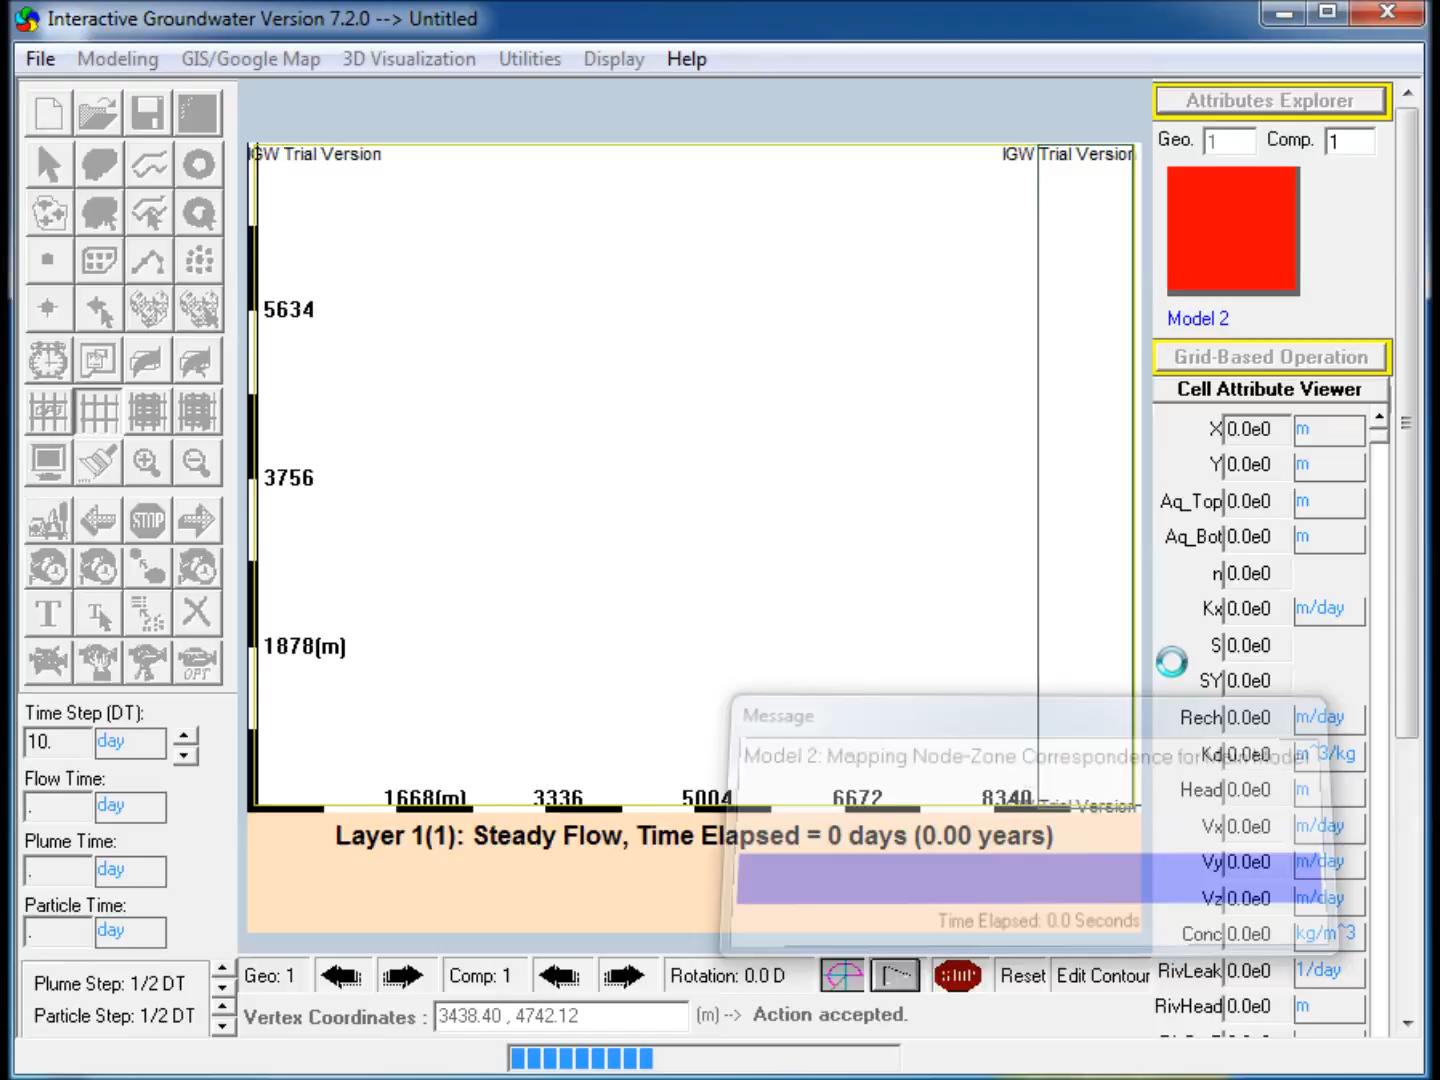 Interactive Groundwater Version 7.2.0 --> Untitled
File Modeling GIS/Google Map 3D Visualization Utilities Display Help
Attributes Explorer
Geo. 1 Comp. 1
Model 2
Grid-Based Operation
Cell Attribute Viewer
X 0.0e0 m
Y 0.0e0 m
Aq_Top 0.0e0 m
Aq_Bot 0.0e0 m
n 0.0e0
Kx 0.0e0 m/day
S 0.0e0
SY 0.0e0
Rech 0.0e0 m/day
Kd 0.0e0 m^3/kg
Head 0.0e0 m
Vx 0.0e0 m/day
Vy 0.0e0 m/day
Vz 0.0e0 m/day
Conc 0.0e0 kg/m^3
RivLeak 0.0e0 1/day
RivHead 0.0e0 m
IGW Trial Version
IGW Trial Version
5634
3756
1878(m)
1668(m) 3336 5004 6672 8340
Trial Version
Layer 1(1): Steady Flow, Time Elapsed = 0 days (0.00 years)
Message
Model 2: Mapping Node-Zone Correspondence for Main Model
Time Elapsed: 0.0 Seconds
STOP
T
OPT
Time Step (DT):
10. day
Flow Time:
. day
Plume Time:
. day
Particle Time:
. day
Plume Step: 1/2 DT
Particle Step: 1/2 DT
Geo: 1 Comp: 1 Rotation: 0.0 D STOP Reset Edit Contour
Vertex Coordinates : 3438.40 , 4742.12 (m) --> Action accepted.